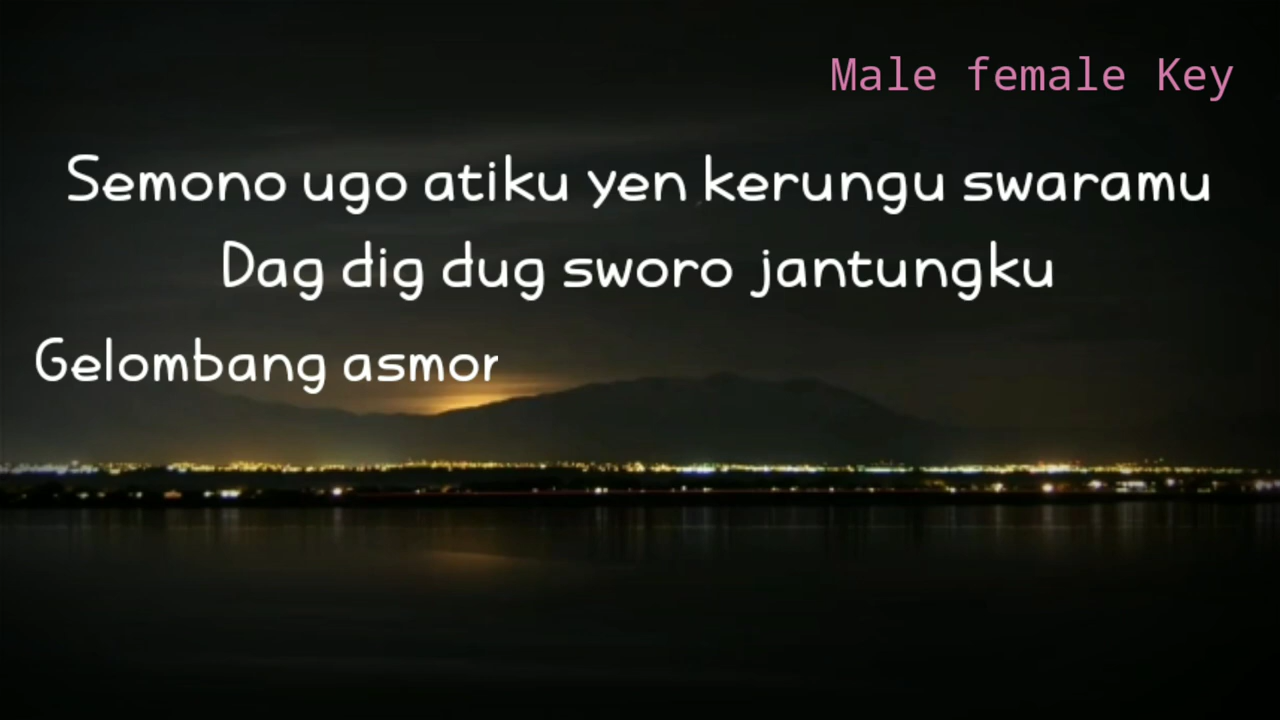 Male female Key
Semono ugo atiku yen kerungu swaramu
Dag dig dug sworo jantungku
Gelombang asmor